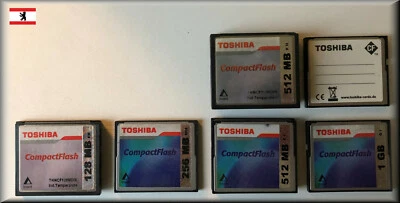 TOSHIBA
CompactFlash
512 MB
TOSHIBA
CF
www.toshiba-cards.de
TOSHIBA
CompactFlash
128 MB
TOSHIBA
CompactFlash
256 MB
TOSHIBA
CompactFlash
512 MB
TOSHIBA
CompactFlash
1 GB